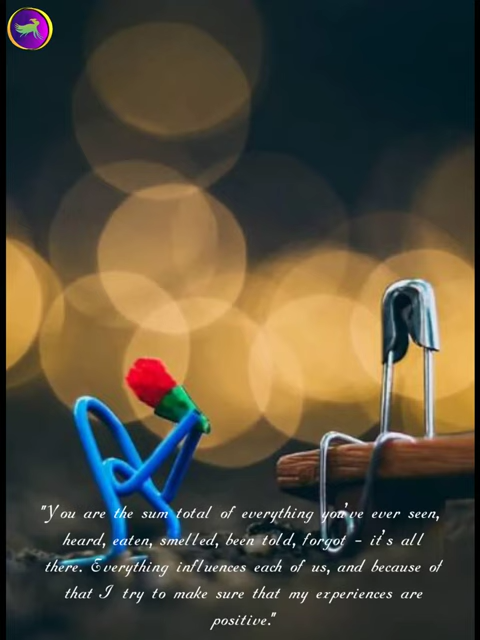 "You are the sum total of everything you've ever seen,
heard, eaten, smelled, been told, forgot - it's all
there. Everything influences each of us, and because of
that I try to make sure that my experiences are
positive."